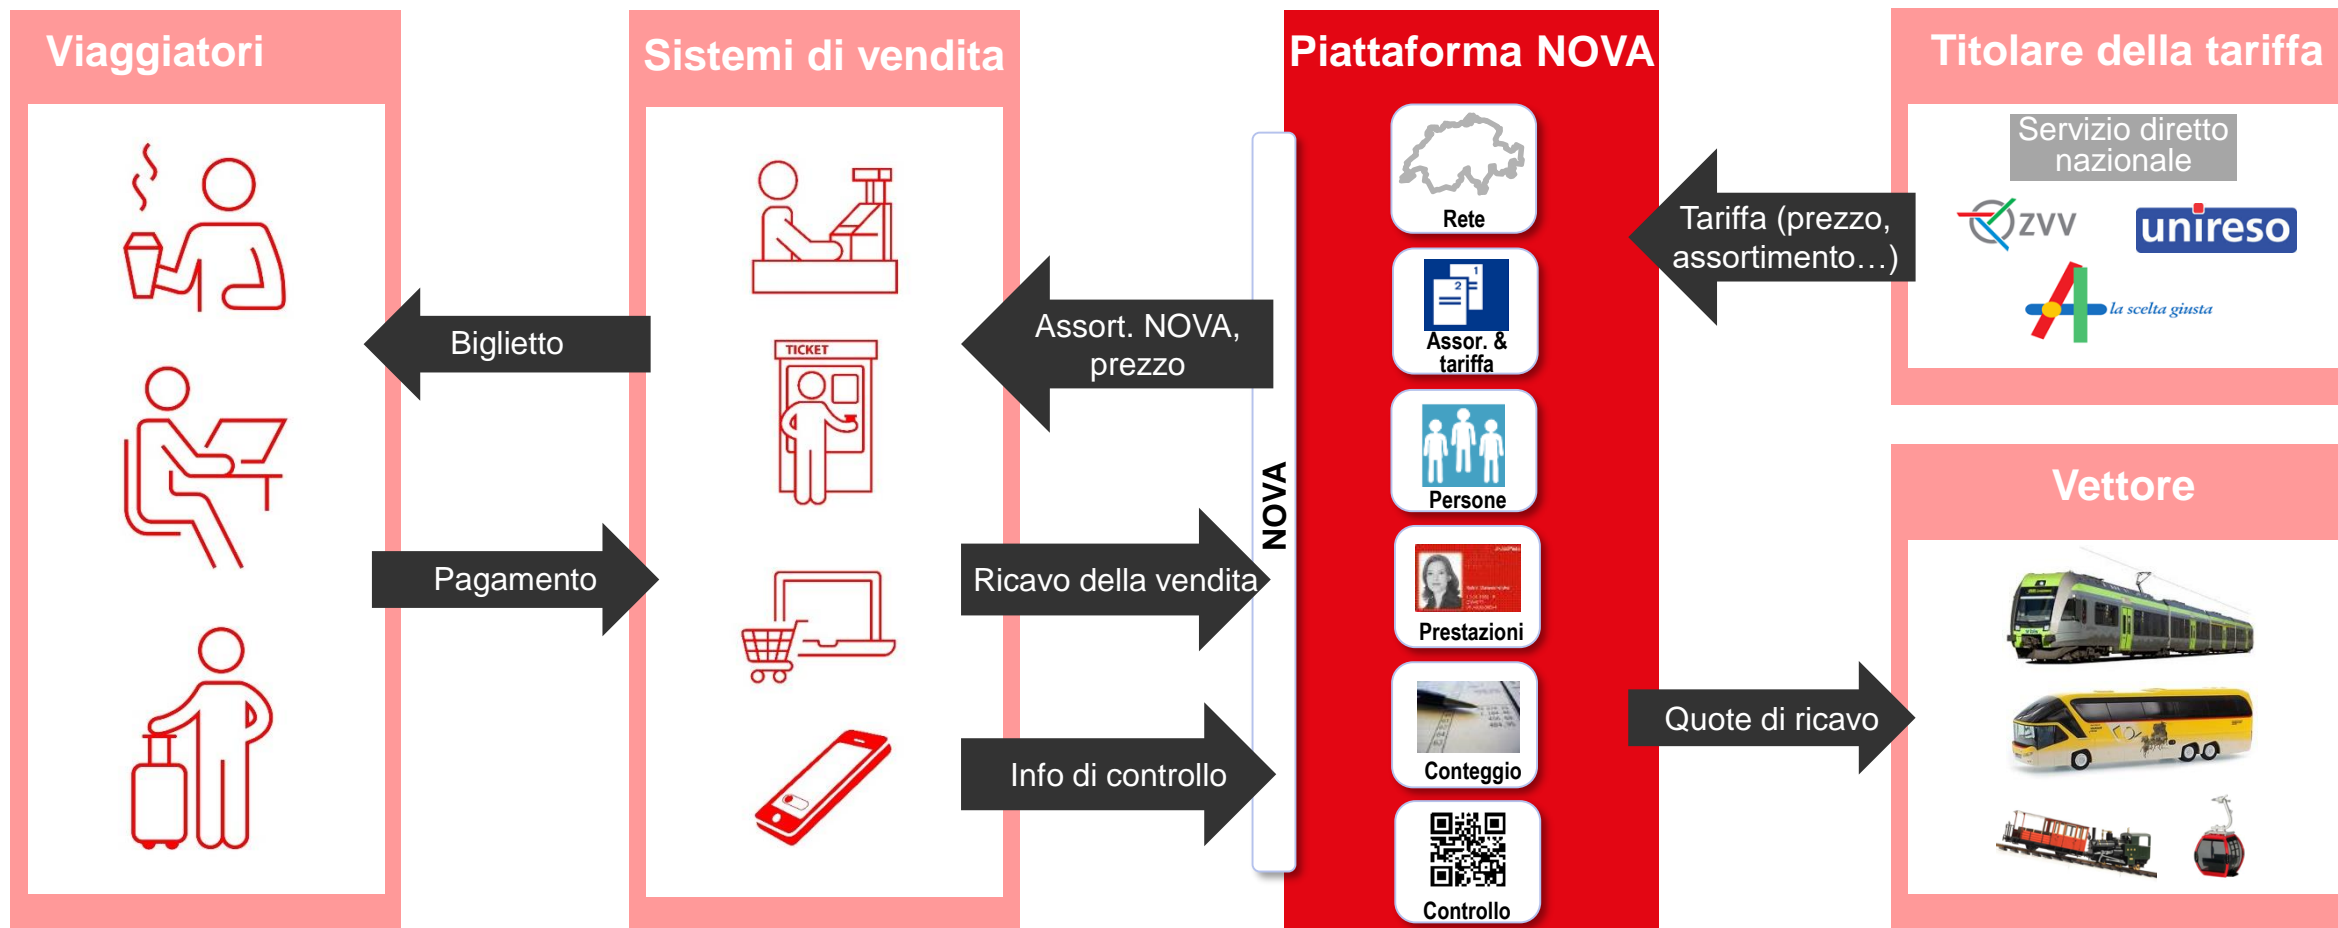 Viaggiatori
Sistemi di vendita
Piattaforma NOVA
Titolare della tariffa
Servizio diretto
nazionale
ZVV
unireso
la scelta giusta
Tariffa (prezzo,
assortimento…)
Rete
1
2
Assor. &
tariffa
TICKET
Biglietto
Assort. NOVA,
prezzo
NOVA
Persone
Vettore
Pagamento
Ricavo della vendita
Prestazioni
Quote di ricavo
Info di controllo
Conteggio
Controllo